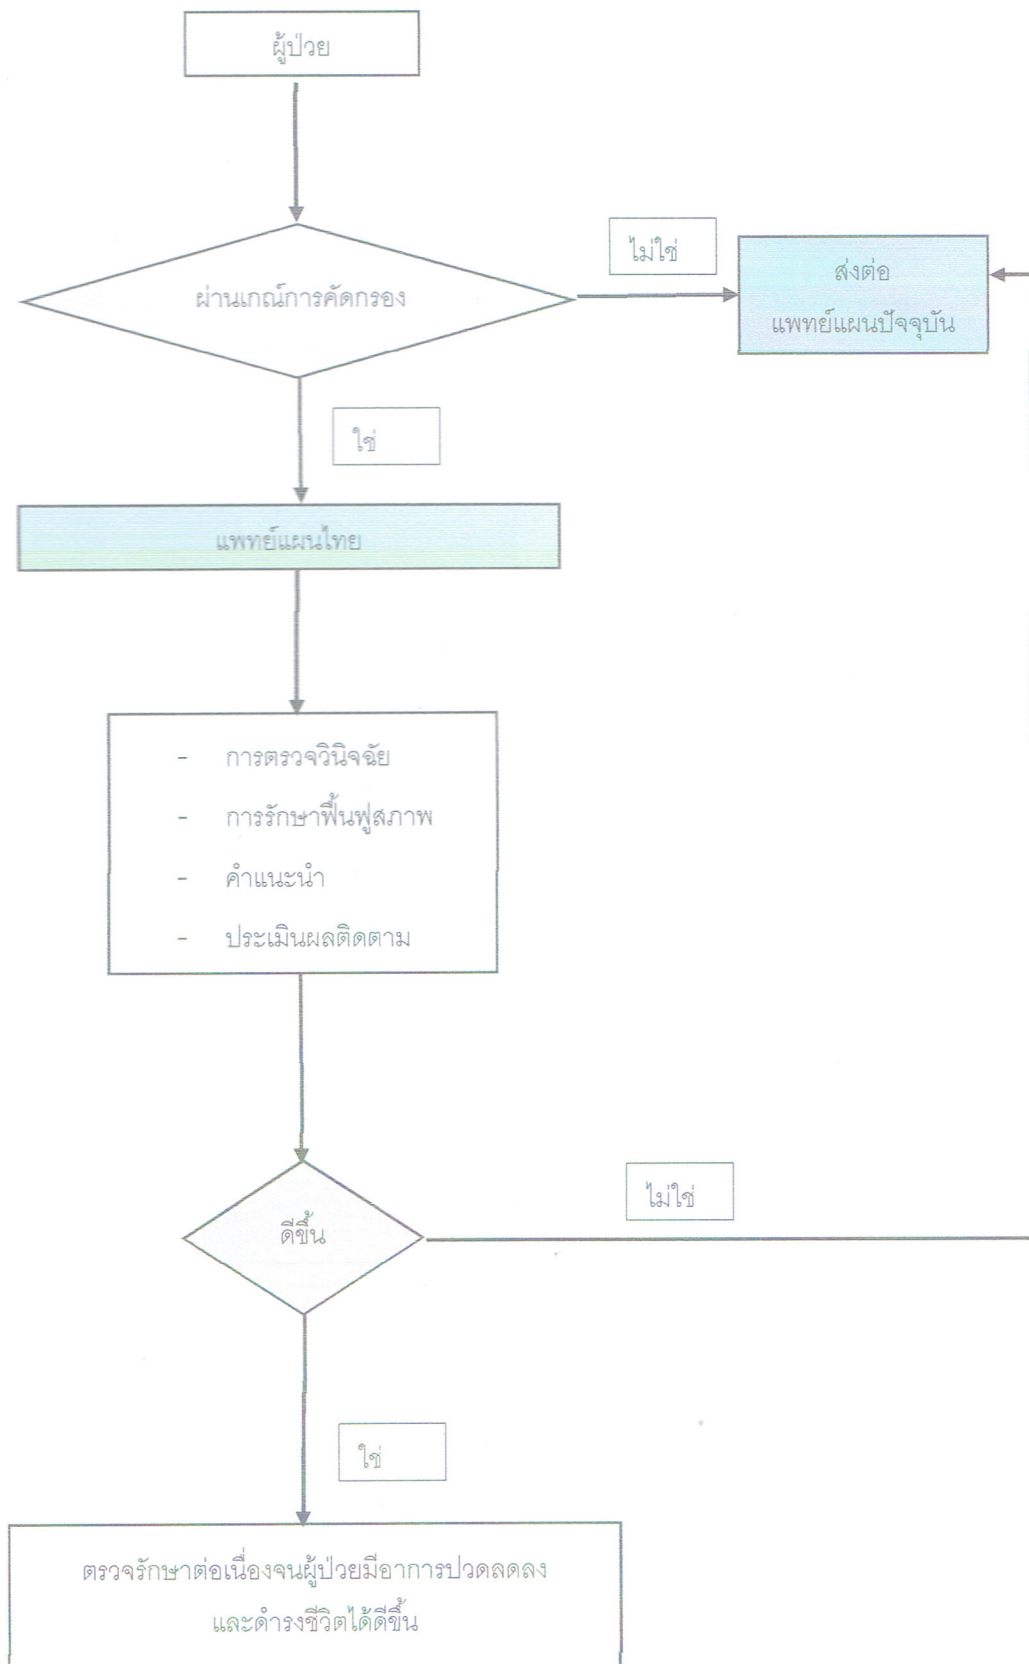 ผู้ป่วย
ผ่านเกณฑ์การคัดกรอง
ไม่ใช่
ส่งต่อ
แพทย์แผนปัจจุบัน
ใช่
แพทย์แผนไทย
- การตรวจวินิจฉัย
- การรักษาฟื้นฟูสภาพ
- คำแนะนำ
- ประเมินผลติดตาม
ดีขึ้น
ไม่ใช่
ใช่
ตรวจรักษาต่อเนื่องจนผู้ป่วยมีอาการปวดลดลง
และดำรงชีวิตได้ดีขึ้น